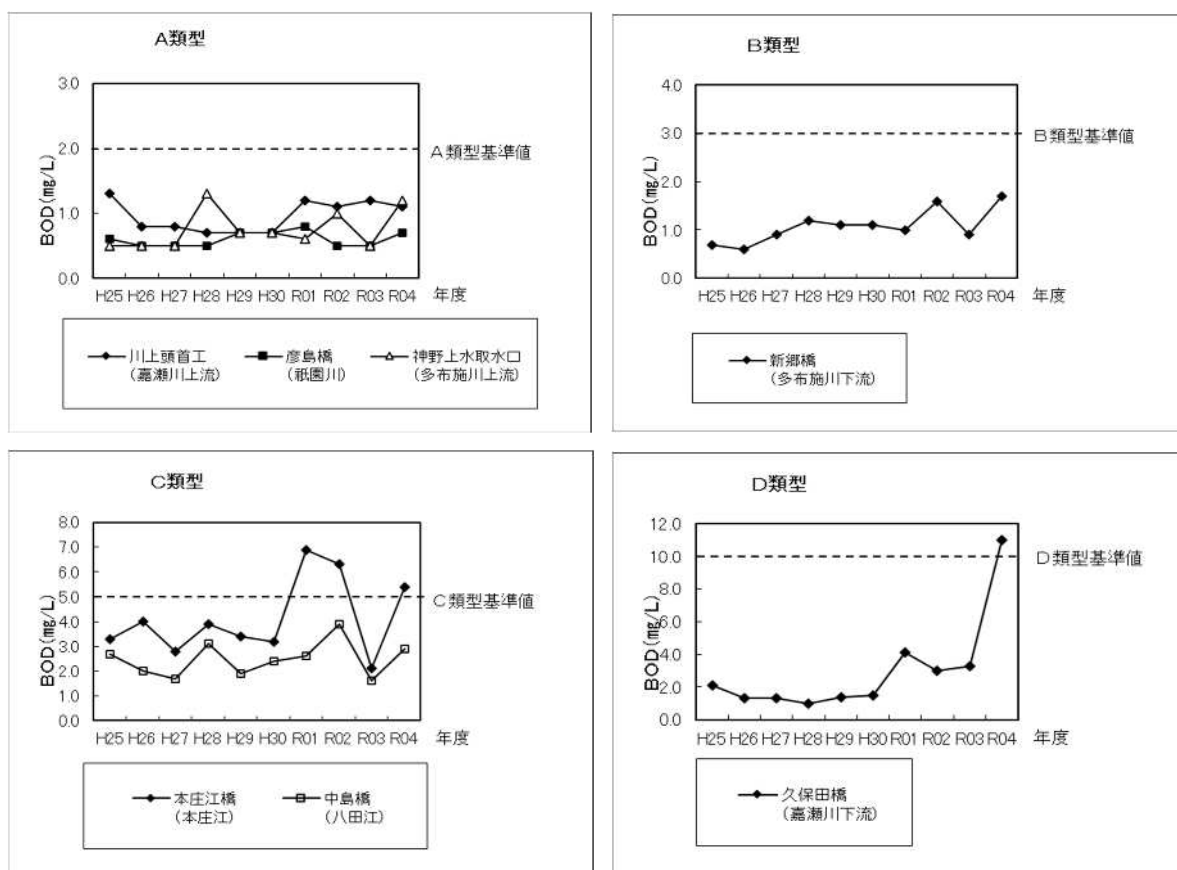 A類型
3.0
2.0
1.0
0.0
BOD(mg/L)
A類型基準値
H25 H26 H27 H28 H29 H30 R01 R02 R03 R04 年度
川上頭首工 彦島橋 神野上水取水口
(嘉瀬川上流) (祇園川) (多布施川上流)
B類型
4.0
3.0
2.0
1.0
0.0
BOD(mg/L)
B類型基準値
H25 H26 H27 H28 H29 H30 R01 R02 R03 R04 年度
新郷橋
(多布施川下流)
C類型
8.0
7.0
6.0
5.0
4.0
3.0
2.0
1.0
0.0
BOD(mg/L)
C類型基準値
H25 H26 H27 H28 H29 H30 R01 R02 R03 R04 年度
本庄江橋 中島橋
(本庄江) (八田江)
D類型
12.0
10.0
8.0
6.0
4.0
2.0
0.0
BOD(mg/L)
D類型基準値
H25 H26 H27 H28 H29 H30 R01 R02 R03 R04 年度
久保田橋
(嘉瀬川下流)